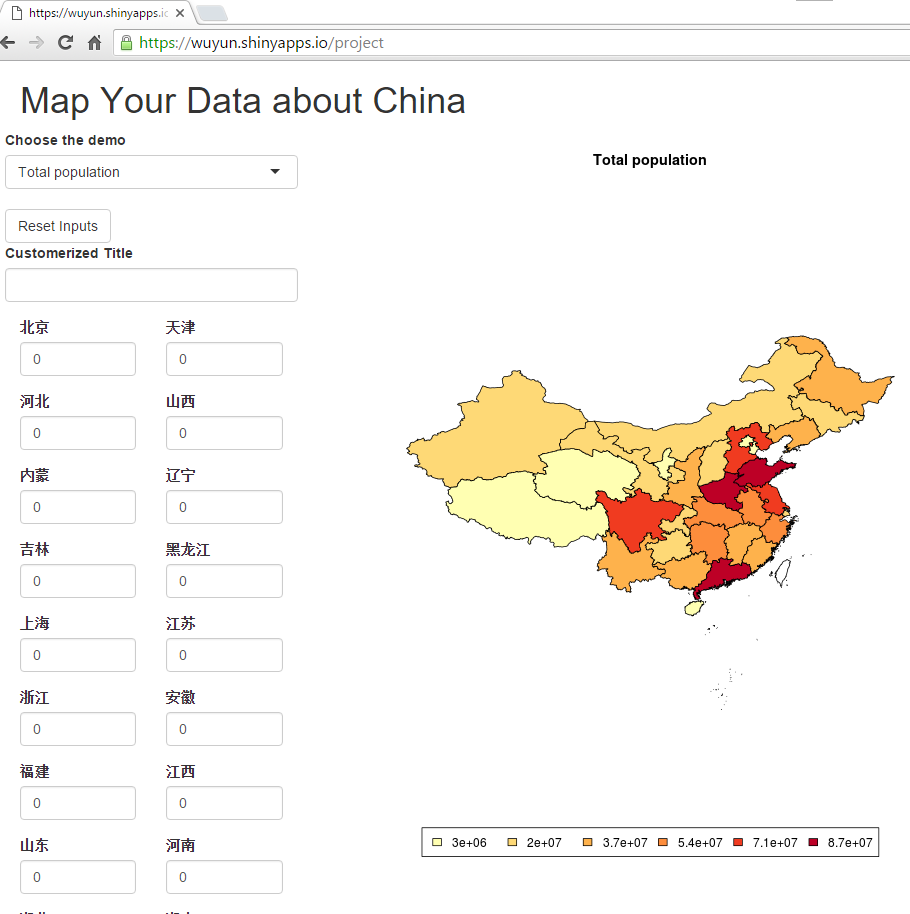 https://wuyun.shinyapps.ic
https://wuyun.shinyapps.io/project
Map Your Data about China
Choose the demo
Total population
Reset Inputs
Customerized Title
北京 天津
0 0
河北 山西
0 0
内蒙 辽宁
0 0
吉林 黑龙江
0 0
上海 江苏
0 0
浙江 安徽
0 0
福建 江西
0 0
山东 河南
0 0
Total population
3e+06 2e+07 3.7e+07 5.4e+07 7.1e+07 8.7e+07